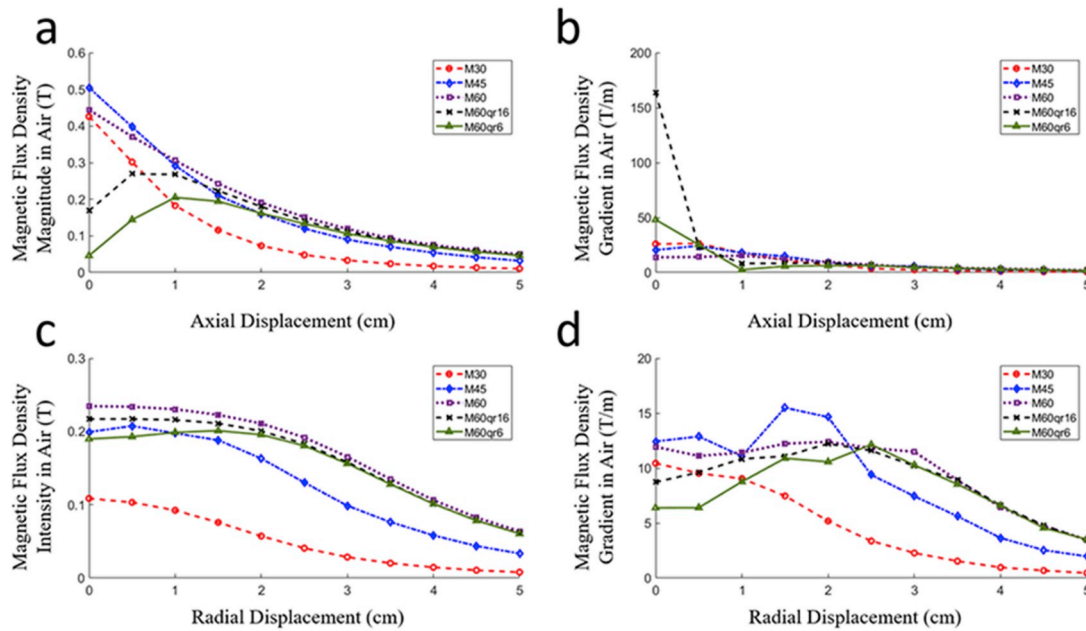 a
Magnetic Flux Density
Magnitude in Air (T)
0.6
0.5
0.4
0.3
0.2
0.1
0
0 1 2 3 4 5
Axial Displacement (cm)
M30
M45
M60
M60qr16
M60qr6
b
Magnetic Flux Density
Gradient in Air (T/m)
200
150
100
50
0
0 1 2 3 4 5
Axial Displacement (cm)
M30
M45
M60
M60qr16
M60qr6
c
Magnetic Flux Density
Intensity in Air (T)
0.3
0.2
0.1
0
0 1 2 3 4 5
Radial Displacement (cm)
M30
M45
M60
M60qr16
M60qr6
d
Magnetic Flux Density
Gradient in Air (T/m)
20
15
10
5
0
0 1 2 3 4 5
Radial Displacement (cm)
M30
M45
M60
M60qr16
M60qr6